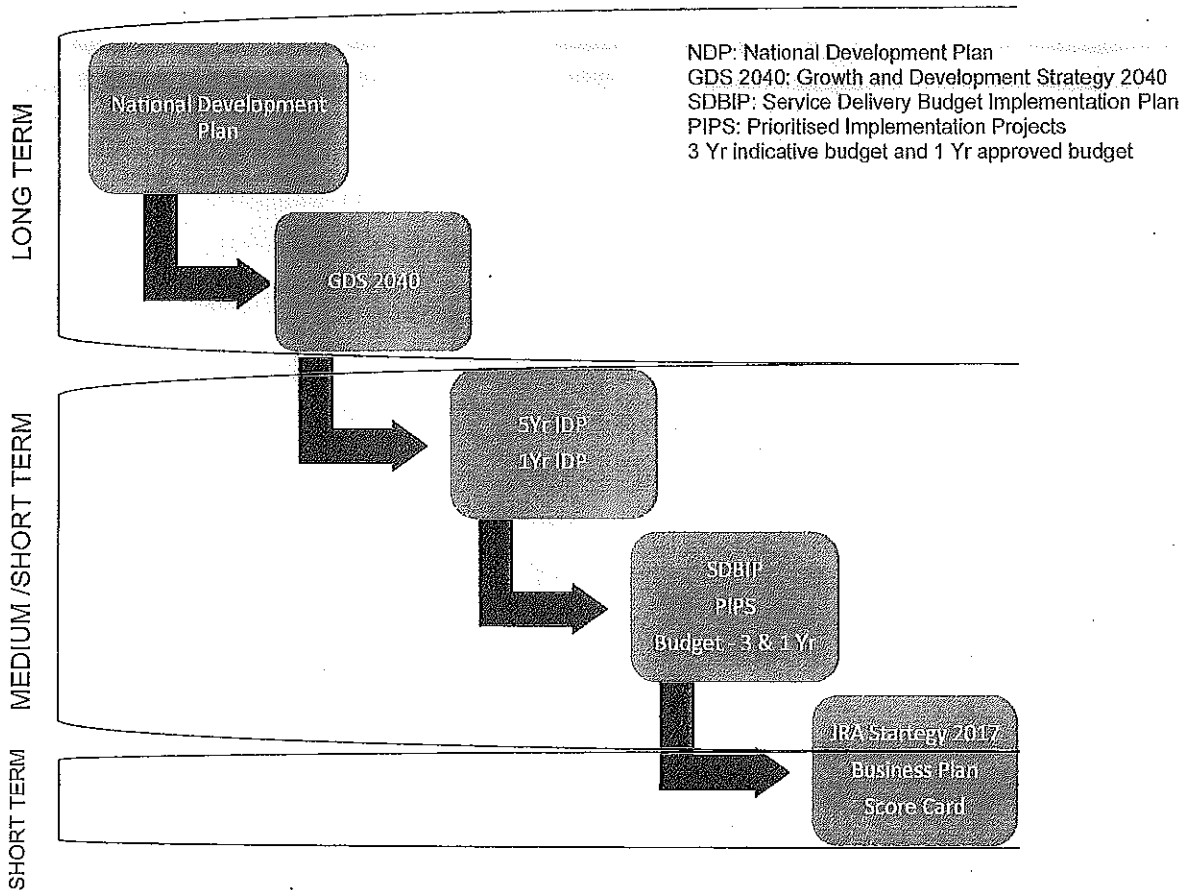 NDP: National Development Plan
GDS 2040: Growth and Development Strategy 2040
SDBIP: Service Delivery Budget Implementation Plan
PIPS: Prioritised Implementation Projects
3 Yr indicative budget and 1 Yr approved budget
LONG TERM
National Development
Plan
GDS 2040
MEDIUM /SHORT TERM
5Yr IDP
1Yr IDP
SDBIP
PIPS
Budget - 3 & 1 Yr
SHORT TERM
JRA Startegy 2017
Business Plan
Score Card